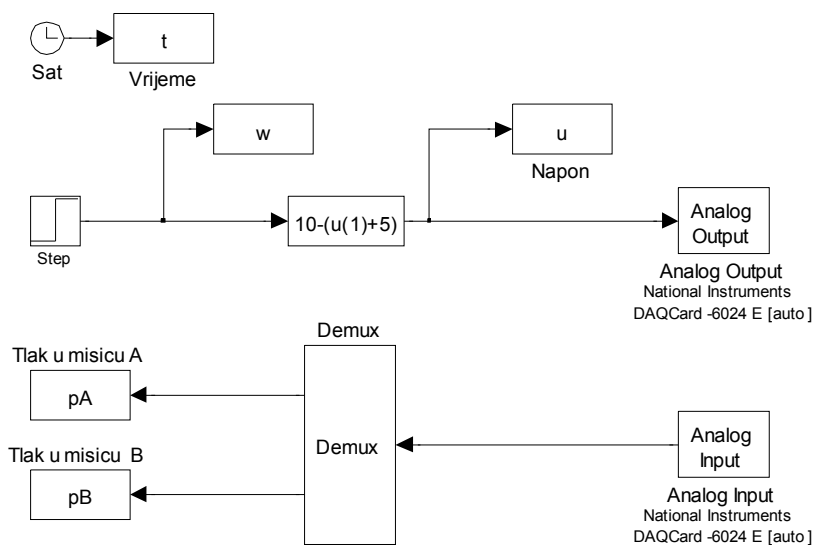 t
Sat
Vrijeme
w
u
Napon
Step
10-(u(1)+5)
Analog
Output
Analog Output
National Instruments
DAQCard -6024 E [auto ]
Demux
Tlak u misicu A
pA
Demux
Analog
Input
Tlak u misicu B
pB
Analog Input
National Instruments
DAQCard -6024 E [auto ]